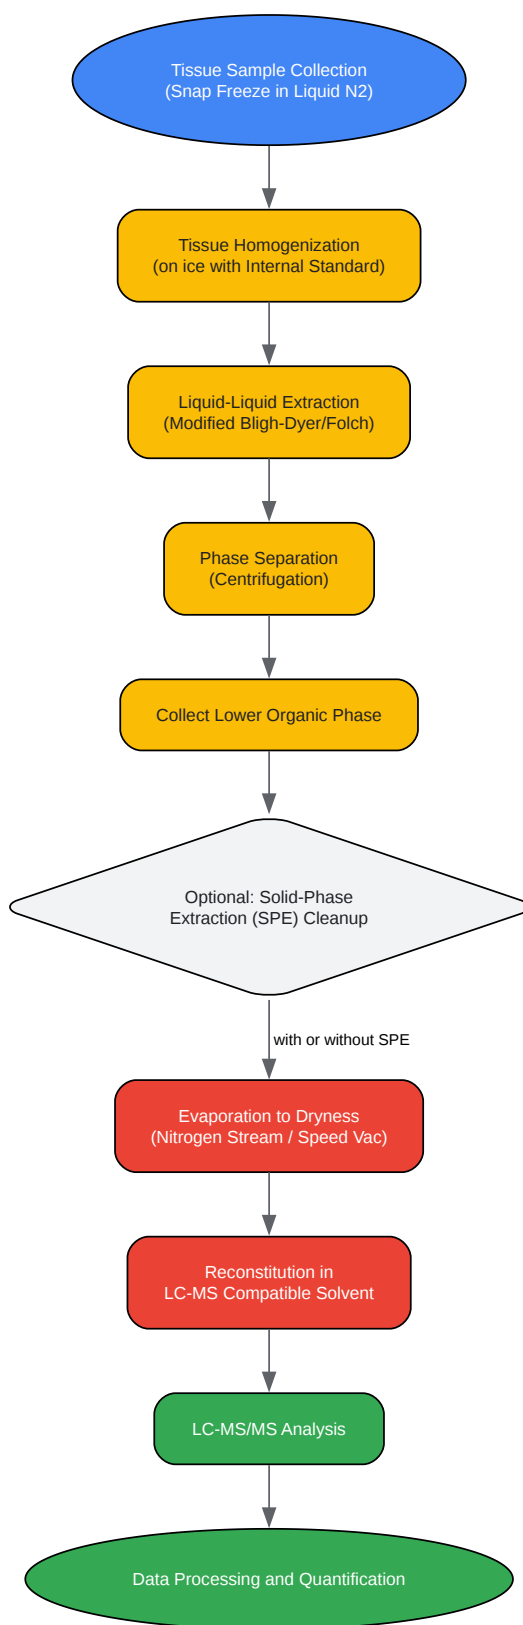 Tissue Sample Collection
(Snap Freeze in Liquid N2)
Tissue Homogenization
(on ice with Internal Standard)
Liquid-Liquid Extraction
(Modified Bligh-Dyer/Folch)
Phase Separation
(Centrifugation)
Collect Lower Organic Phase
Optional: Solid-Phase
Extraction (SPE) Cleanup
with or without SPE
Evaporation to Dryness
(Nitrogen Stream / Speed Vac)
Reconstitution in
LC-MS Compatible Solvent
LC-MS/MS Analysis
Data Processing and Quantification